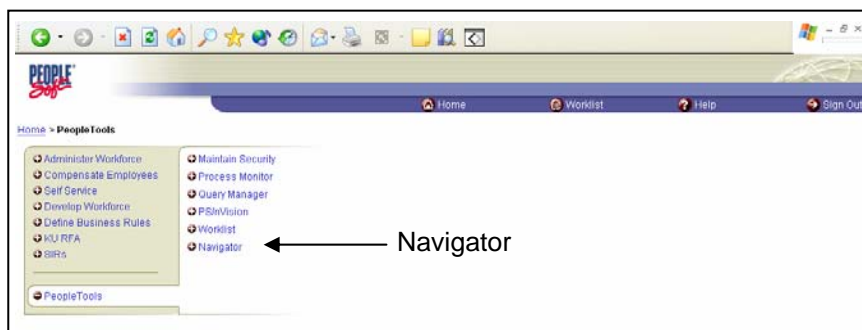 PEOPLE
Soft
Home
Worklist
Help
Sign Out
Home > PeopleTools
Administer Workforce
Compensate Employees
Self Service
Develop Workforce
Define Business Rules
KU RFA
SIRs
PeopleTools
Maintain Security
Process Monitor
Query Manager
PS/nVision
Worklist
Navigator
Navigator